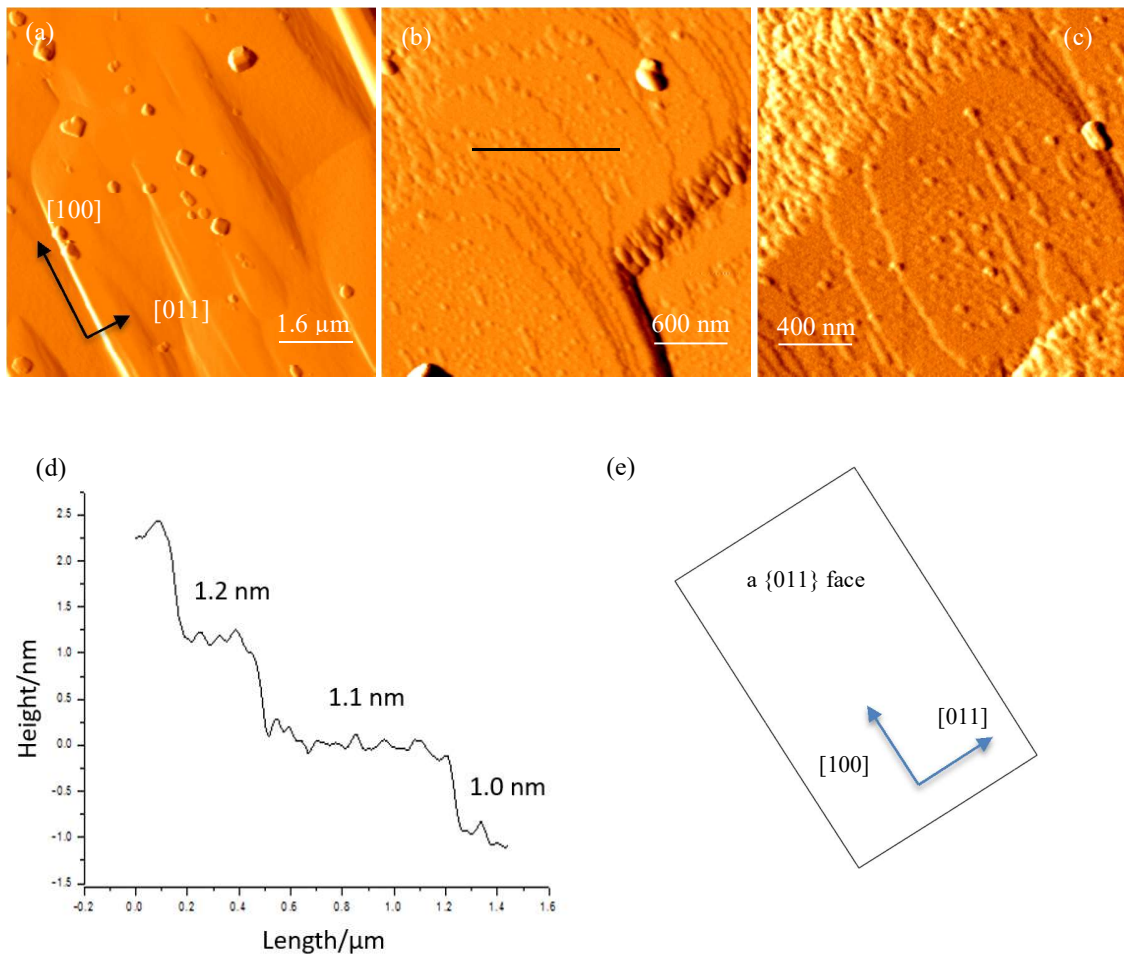 (a)
[100]
[011]
1.6 µm
(b)
600 nm
(c)
400 nm
(d)
Height/nm
2.5
2.0
1.5
1.0
0.5
0.0
-0.5
-1.0
-1.5
1.2 nm
1.1 nm
1.0 nm
-0.2 0.0 0.2 0.4 0.6 0.8 1.0 1.2 1.4 1.6
Length/µm
(e)
a {011} face
[011]
[100]